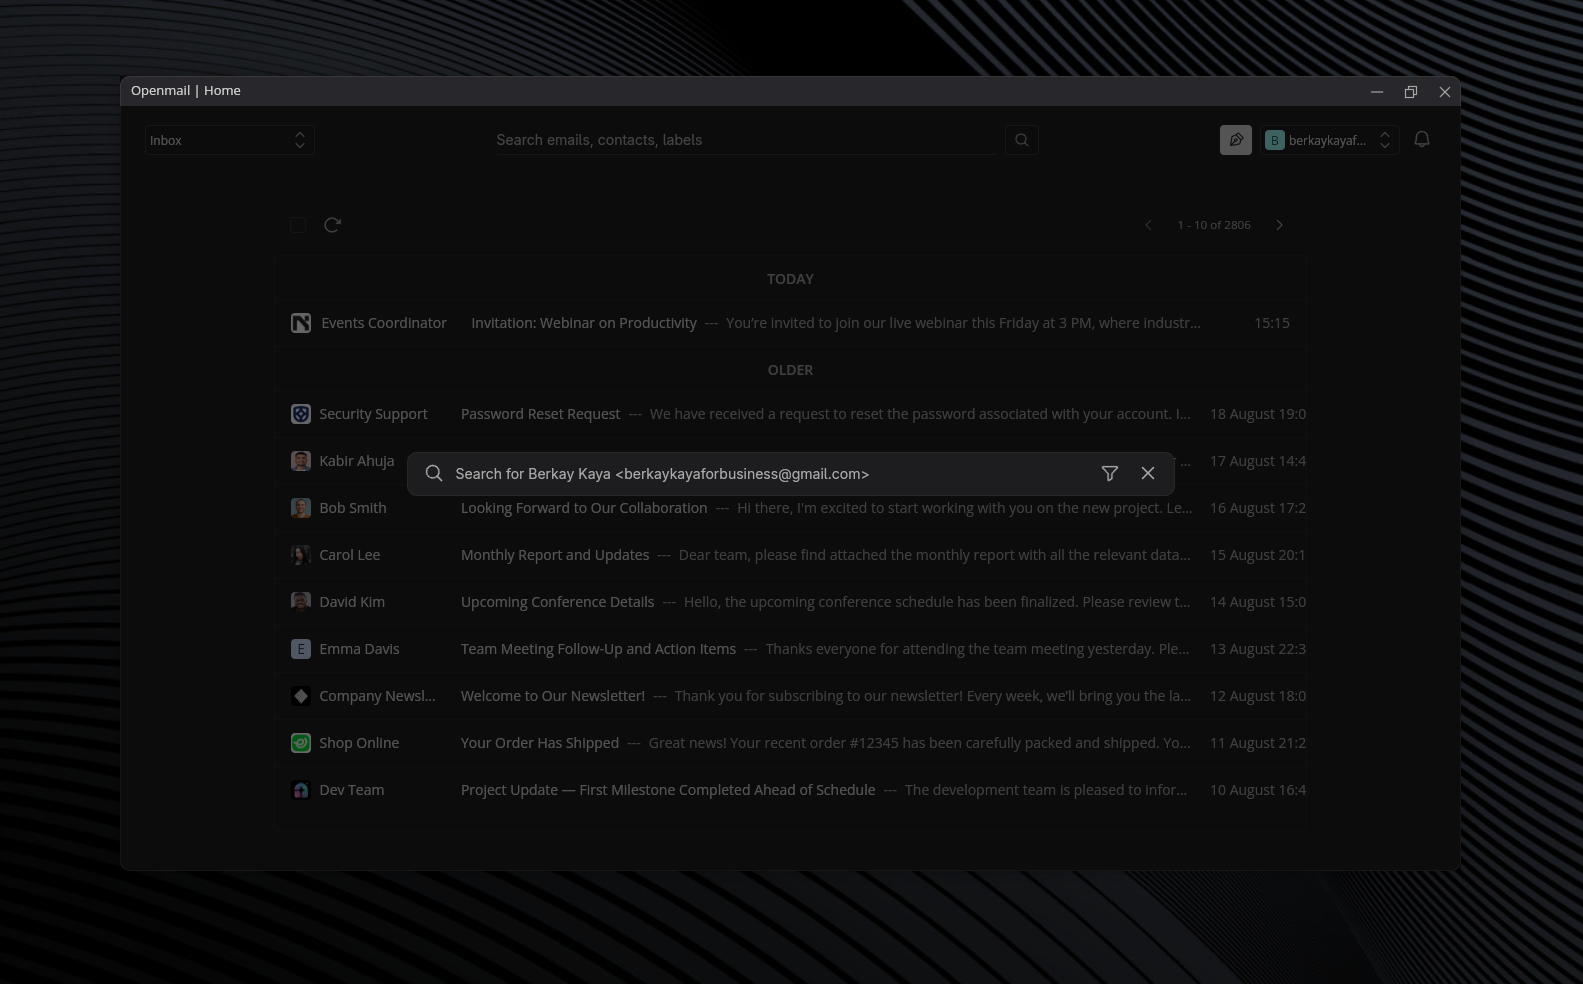 Openmail | Home
Inbox
Search emails, contacts, labels
B berkaykayaf...
1 - 10 of 2806
TODAY
Events Coordinator Invitation: Webinar on Productivity --- You’re invited to join our live webinar this Friday at 3 PM, where industr... 15:15
OLDER
Security Support Password Reset Request --- We have received a request to reset the password associated with your account. I... 18 August 19:0
Kabir Ahuja ... 17 August 14:4
Search for Berkay Kaya <berkaykayaforbusiness@gmail.com>
Bob Smith Looking Forward to Our Collaboration --- Hi there, I'm excited to start working with you on the new project. Le... 16 August 17:2
Carol Lee Monthly Report and Updates --- Dear team, please find attached the monthly report with all the relevant data... 15 August 20:1
David Kim Upcoming Conference Details --- Hello, the upcoming conference schedule has been finalized. Please review t... 14 August 15:0
E Emma Davis Team Meeting Follow-Up and Action Items --- Thanks everyone for attending the team meeting yesterday. Ple... 13 August 22:3
Company Newsl... Welcome to Our Newsletter! --- Thank you for subscribing to our newsletter! Every week, we’ll bring you the la... 12 August 18:0
Shop Online Your Order Has Shipped --- Great news! Your recent order #12345 has been carefully packed and shipped. Yo... 11 August 21:2
Dev Team Project Update — First Milestone Completed Ahead of Schedule --- The development team is pleased to infor... 10 August 16:4